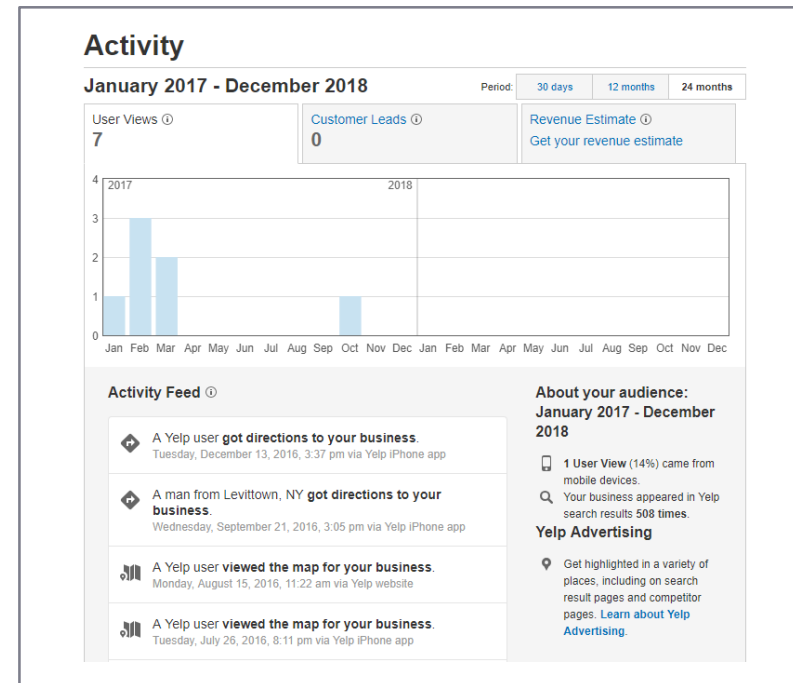 Activity
January 2017 - December 2018
Period:
30 days
12 months
24 months
User Views
7
Customer Leads
0
Revenue Estimate
Get your revenue estimate
4
3
2
1
0
2017
2018
Jan Feb Mar Apr May Jun Jul Aug Sep Oct Nov Dec Jan Feb Mar Apr May Jun Jul Aug Sep Oct Nov Dec
Activity Feed
A Yelp user got directions to your business.
Tuesday, December 13, 2016, 3:37 pm via Yelp iPhone app
A man from Levittown, NY got directions to your
business.
Wednesday, September 21, 2016, 3:05 pm via Yelp iPhone app
A Yelp user viewed the map for your business.
Monday, August 15, 2016, 11:22 am via Yelp website
A Yelp user viewed the map for your business.
Tuesday, July 26, 2016, 8:11 pm via Yelp iPhone app
About your audience:
January 2017 - December
2018
1 User View (14%) came from
mobile devices.
Your business appeared in Yelp
search results 508 times.
Yelp Advertising
Get highlighted in a variety of
places, including on search
result pages and competitor
pages. Learn about Yelp
Advertising.